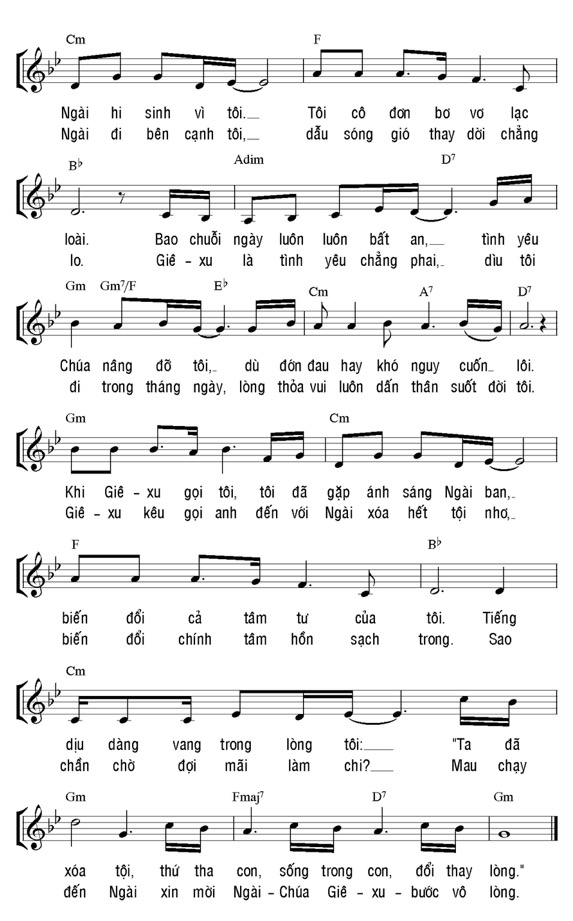 Cm F
Ngài hi sinh vì tôi. Tôi cô đơn bơ vơ lạc
Ngài đi bên cạnh tôi, dẫu sóng gió thay dời chẳng
B♭ Adim D7
loài. Bao chuỗi ngày luôn luôn bất an, tình yêu
lo. Giê-xu là tình yêu chẳng phai, dìu tôi
Gm Gm7/F E♭ Cm A7 D7
Chúa nâng đỡ tôi, dù đớn đau hay khó nguy cuốn lôi.
đi trong tháng ngày, lòng thỏa vui luôn dấn thân suốt đời tôi.
Gm Cm
Khi Giê-xu gọi tôi, tôi đã gặp ánh sáng Ngài ban,
Giê-xu kêu gọi anh đến với Ngài xóa hết tội nhơ,
F B♭
biến đổi cả tâm tư của tôi. Tiếng
biến đổi chính tâm hồn sạch trong. Sao
Cm
dịu dàng vang trong lòng tôi: "Ta đã
chần chờ đợi mãi làm chi? Mau chạy
Gm Fmaj7 D7 Gm
xóa tội, thứ tha con, sống trong con, đổi thay lòng."
đến Ngài xin mời Ngài-Chúa Giê-xu-bước vô lòng.